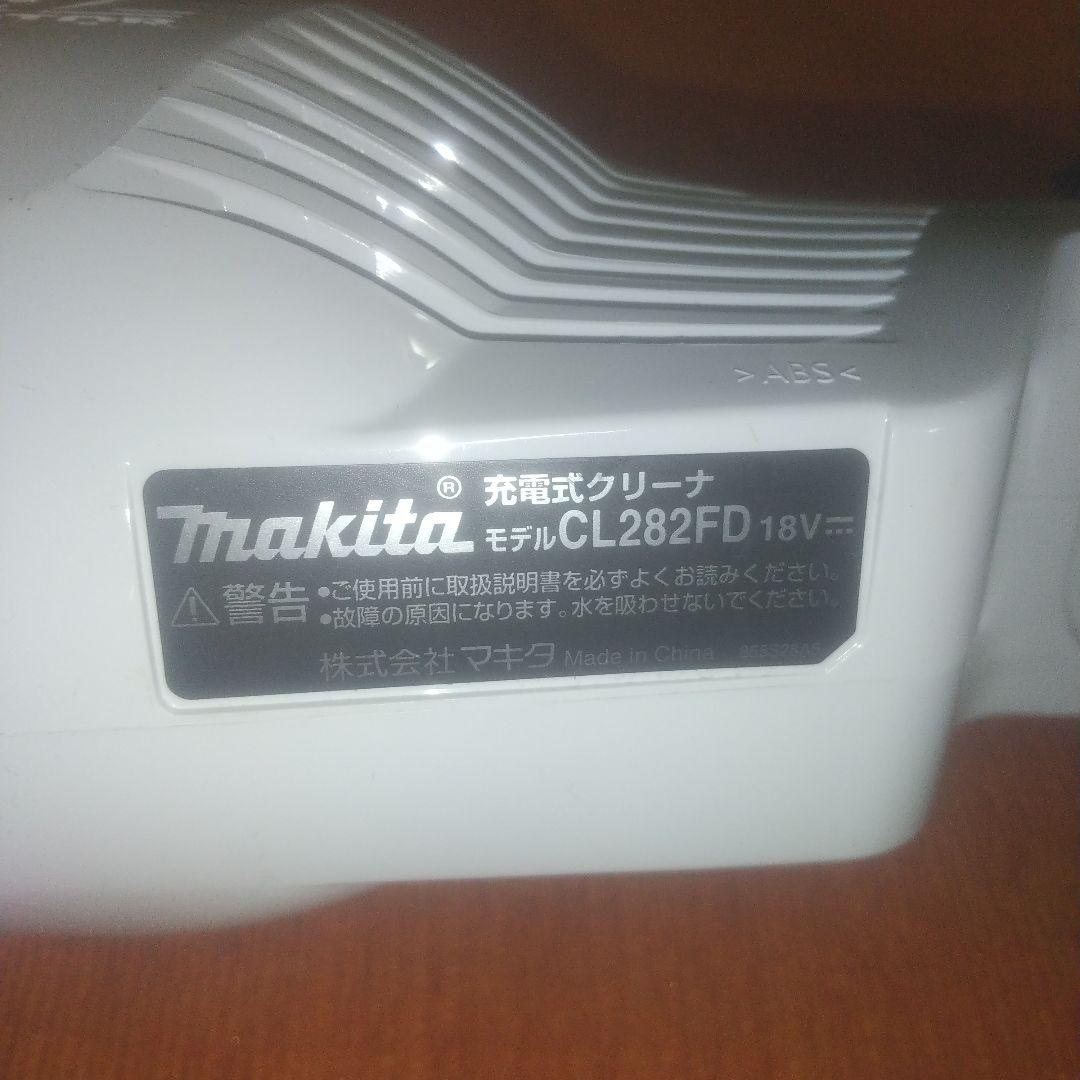 >ABS<
makita® 充電式クリーナ
モデルCL282FD 18V⎓
⚠警告 •ご使用前に取扱説明書を必ずよくお読みください。
•故障の原因になります。水を吸わせないでください。
株式会社マキタ Made in China